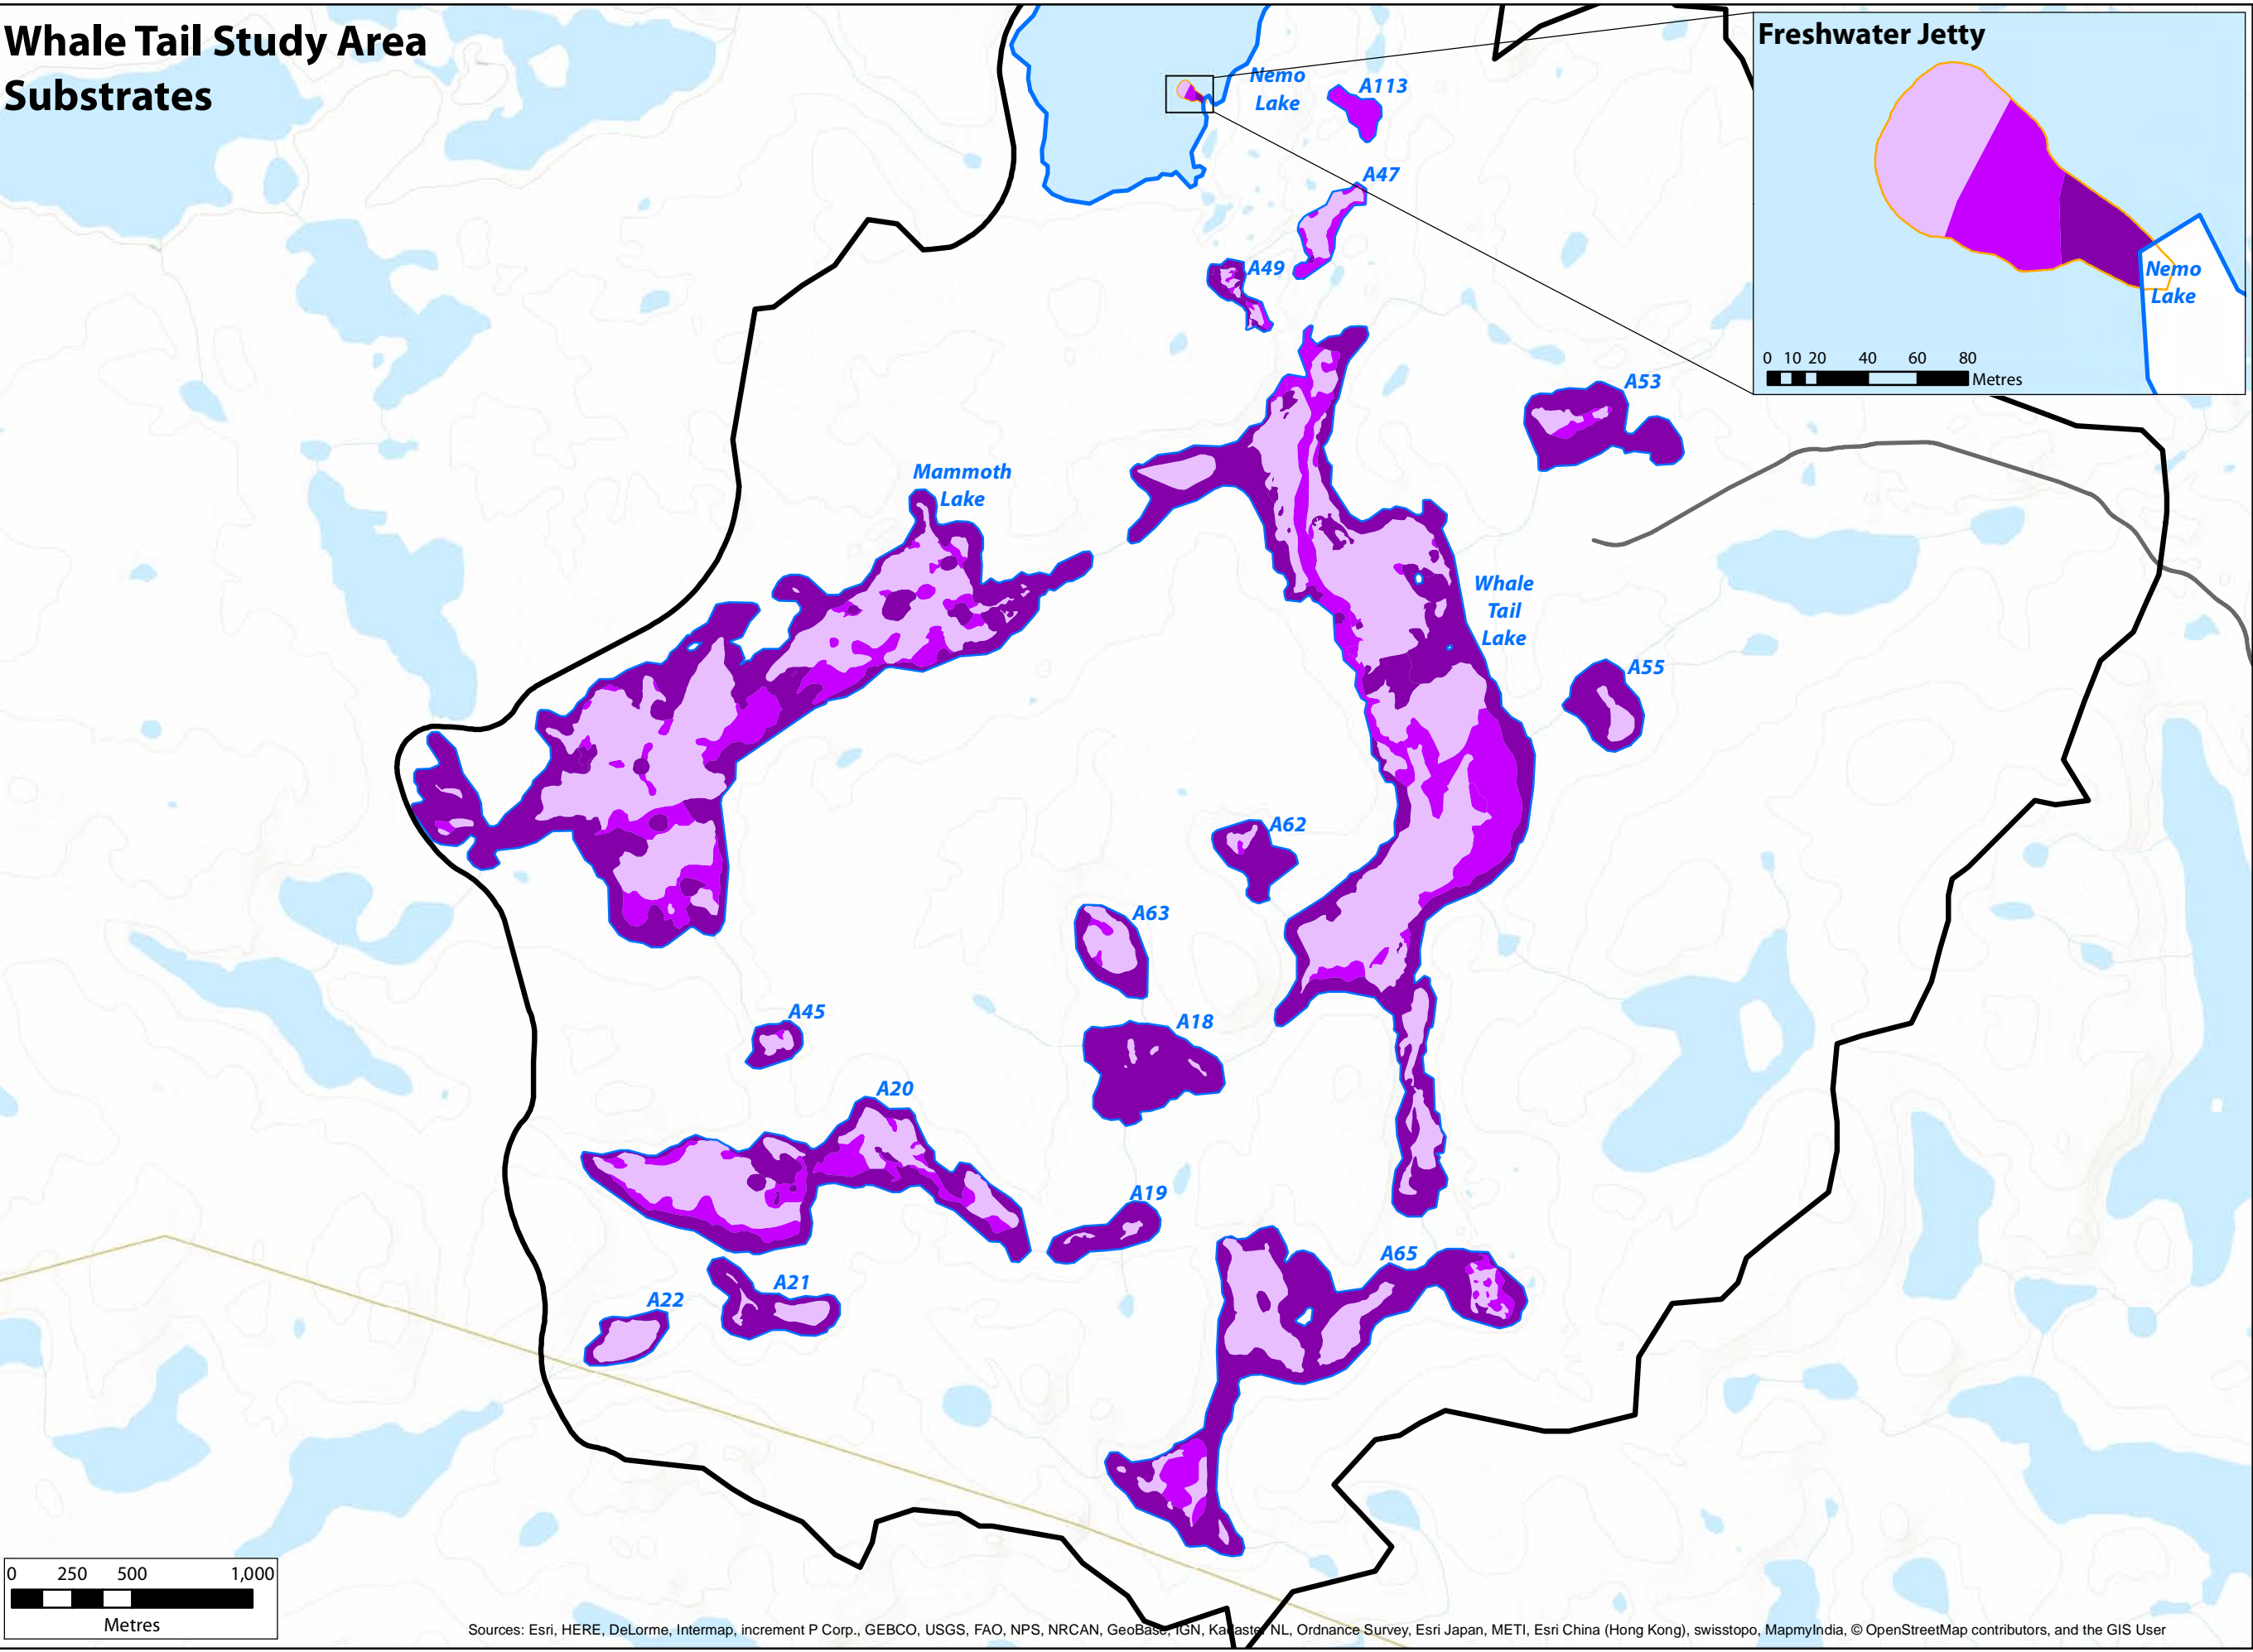 Whale Tail Study Area
Substrates
Freshwater Jetty
Nemo
Lake
0 10 20 40 60 80
Metres
Nemo
Lake
A113
A47
A49
A53
Mammoth
Lake
Whale
Tail
Lake
A55
A62
A63
A45
A18
A20
A19
A65
A21
A22
0 250 500 1,000
Metres
Sources: Esri, HERE, DeLorme, Intermap, increment P Corp., GEBCO, USGS, FAO, NPS, NRCAN, GeoBase, IGN, Kadaster NL, Ordnance Survey, Esri Japan, METI, Esri China (Hong Kong), swisstopo, MapmyIndia, © OpenStreetMap contributors, and the GIS User